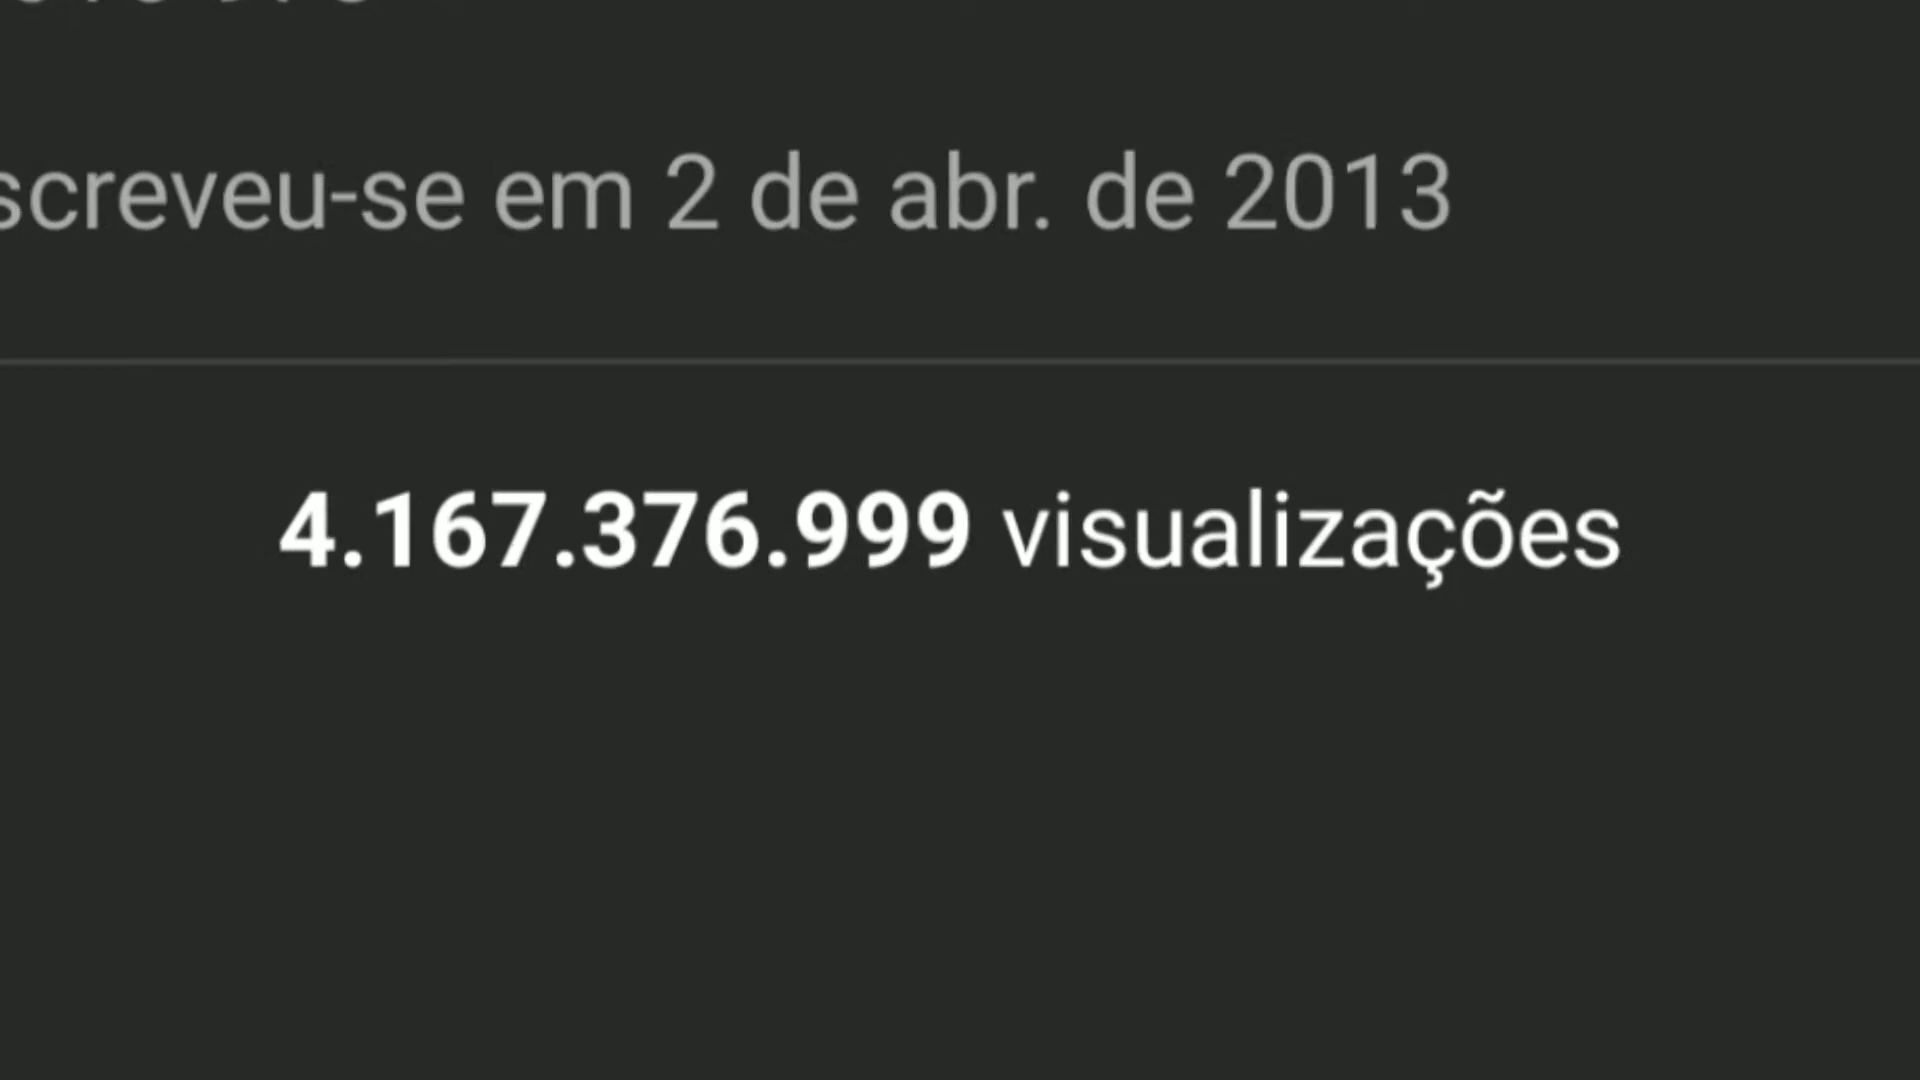 screveu-se em 2 de abr. de 2013
4.167.376.999 visualizações